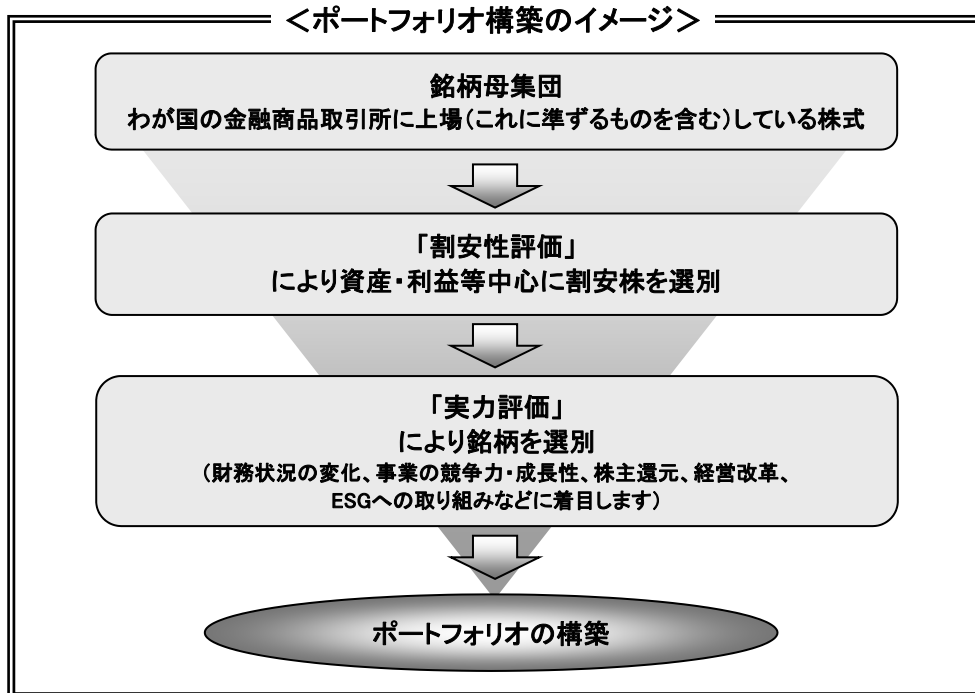 ＜ポートフォリオ構築のイメージ＞
銘柄母集団
わが国の金融商品取引所に上場（これに準ずるものを含む）している株式
「割安性評価」
により資産・利益等中心に割安株を選別
「実力評価」
により銘柄を選別
（財務状況の変化、事業の競争力・成長性、株主還元、経営改革、
ESGへの取り組みなどに着目します）
ポートフォリオの構築